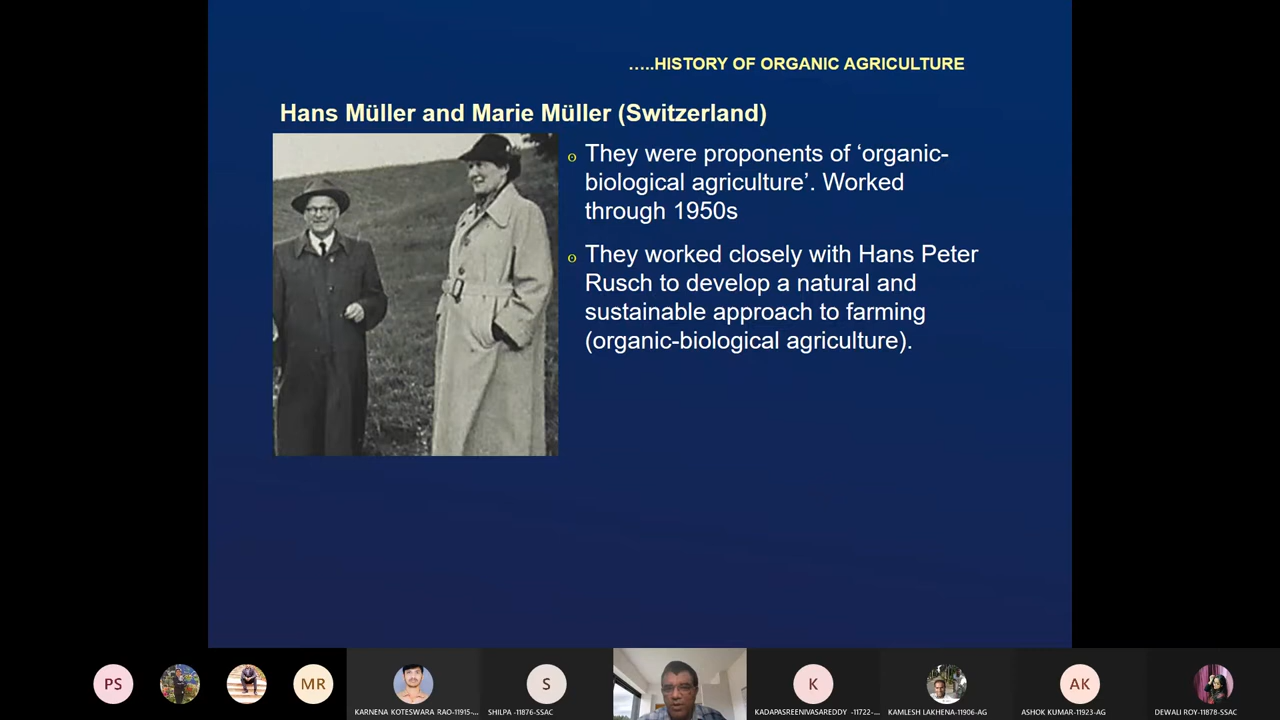 …..HISTORY OF ORGANIC AGRICULTURE
Hans Müller and Marie Müller (Switzerland)
They were proponents of ‘organic-
biological agriculture’. Worked
through 1950s
They worked closely with Hans Peter
Rusch to develop a natural and
sustainable approach to farming
(organic-biological agriculture).
PS
MR
S
K
AK
KARNENA KOTESWARA RAO-11915-...
SHILPA -11876-SSAC
KADAPASREENIVASAREDDY -11722-...
KAMLESH LAKHENA-11906-AG
ASHOK KUMAR-11923-AG
DEWALI ROY-11878-SSAC